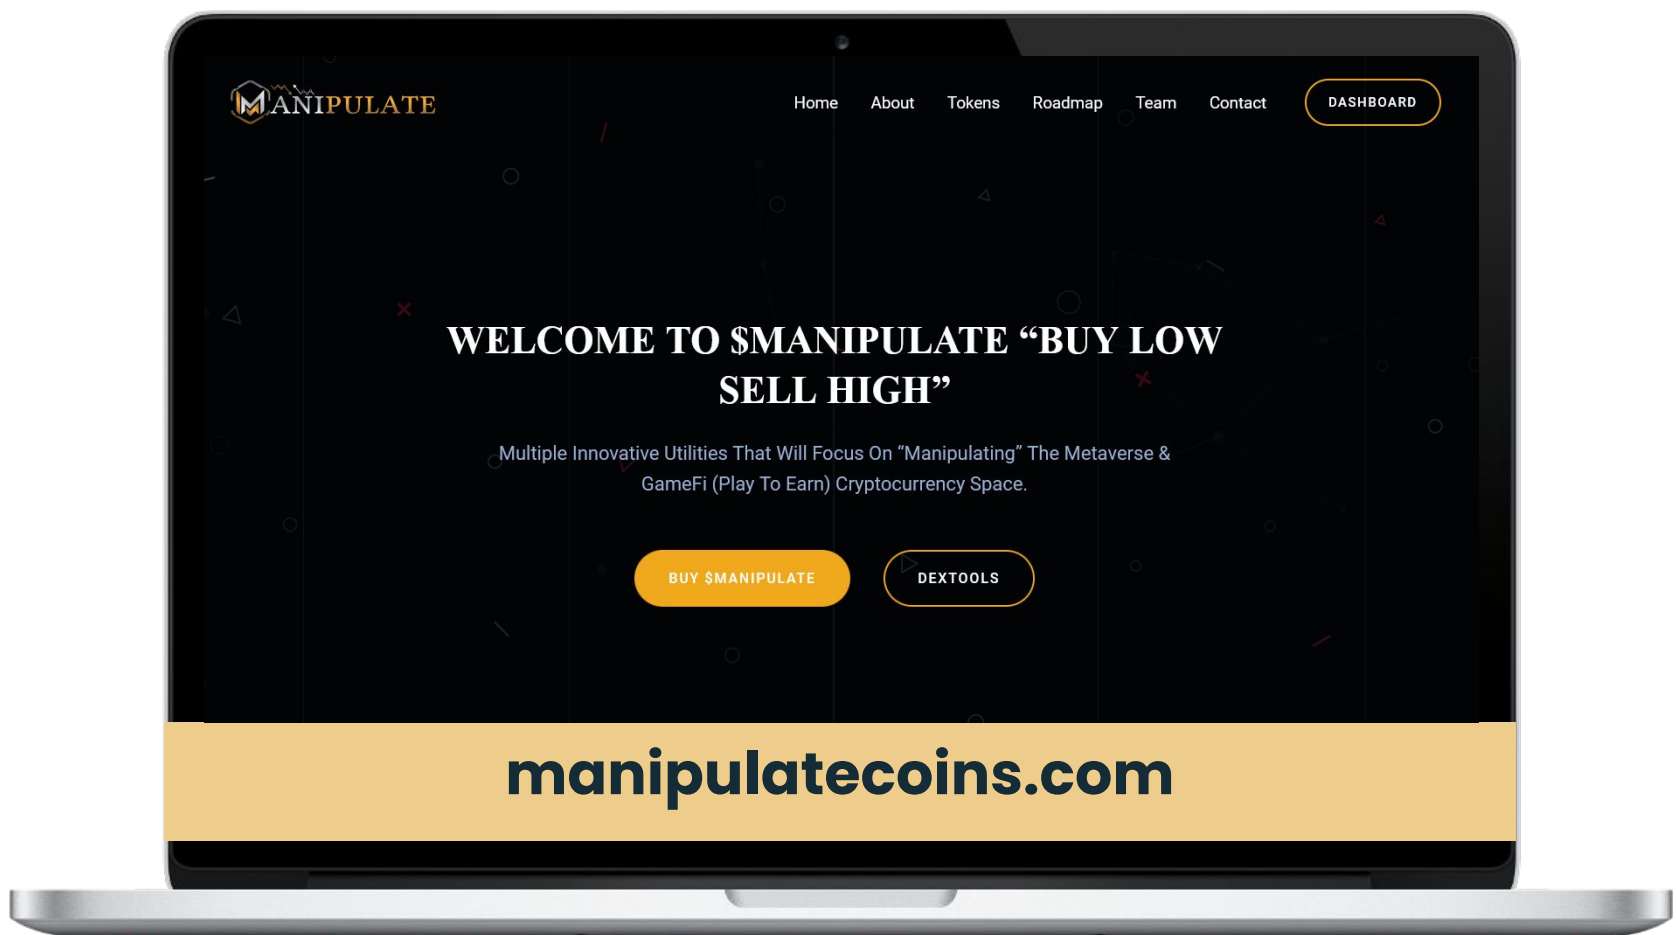 MANIPULATE
Home About Tokens Roadmap Team Contact DASHBOARD
WELCOME TO $MANIPULATE “BUY LOW
SELL HIGH”
Multiple Innovative Utilities That Will Focus On “Manipulating” The Metaverse &
GameFi (Play To Earn) Cryptocurrency Space.
BUY $MANIPULATE DEXTOOLS
manipulatecoins.com